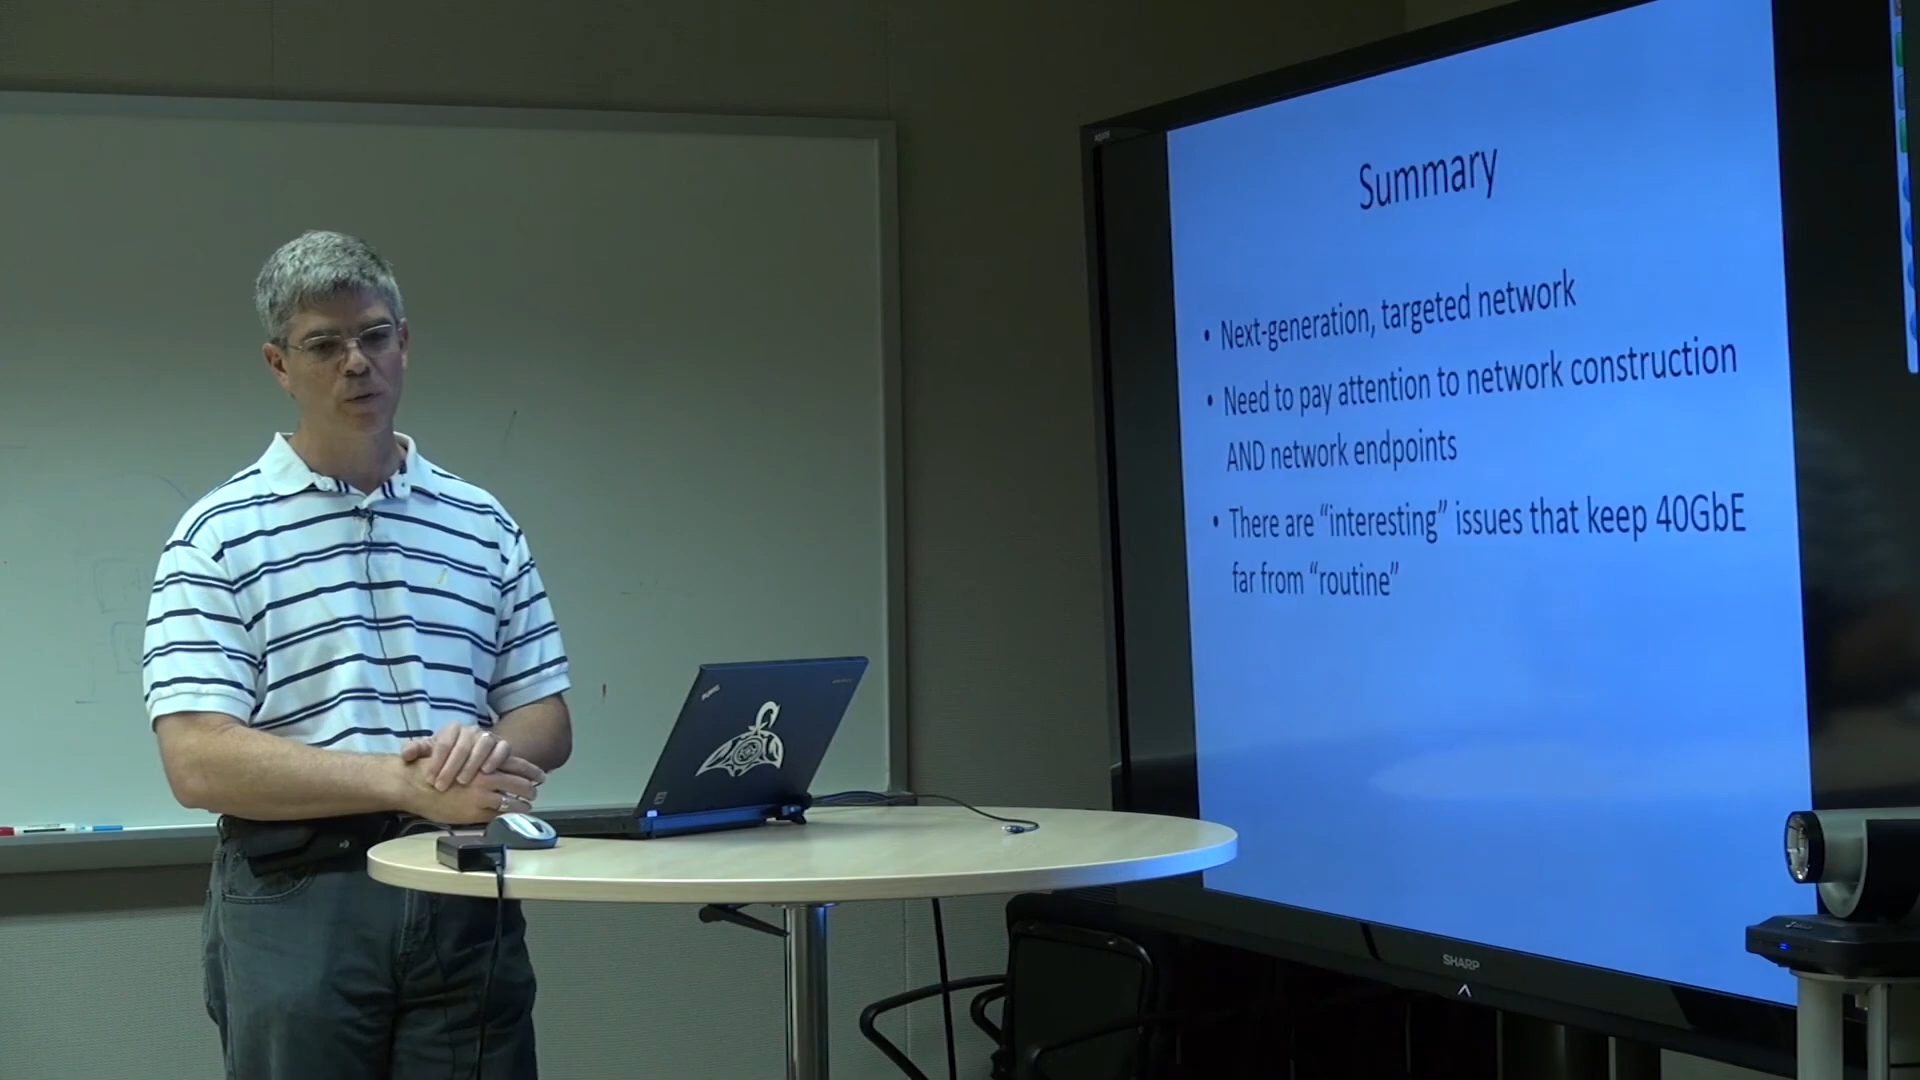 Summary
• Next-generation, targeted network
• Need to pay attention to network construction
AND network endpoints
• There are “interesting” issues that keep 40GbE
far from “routine”
SHARP